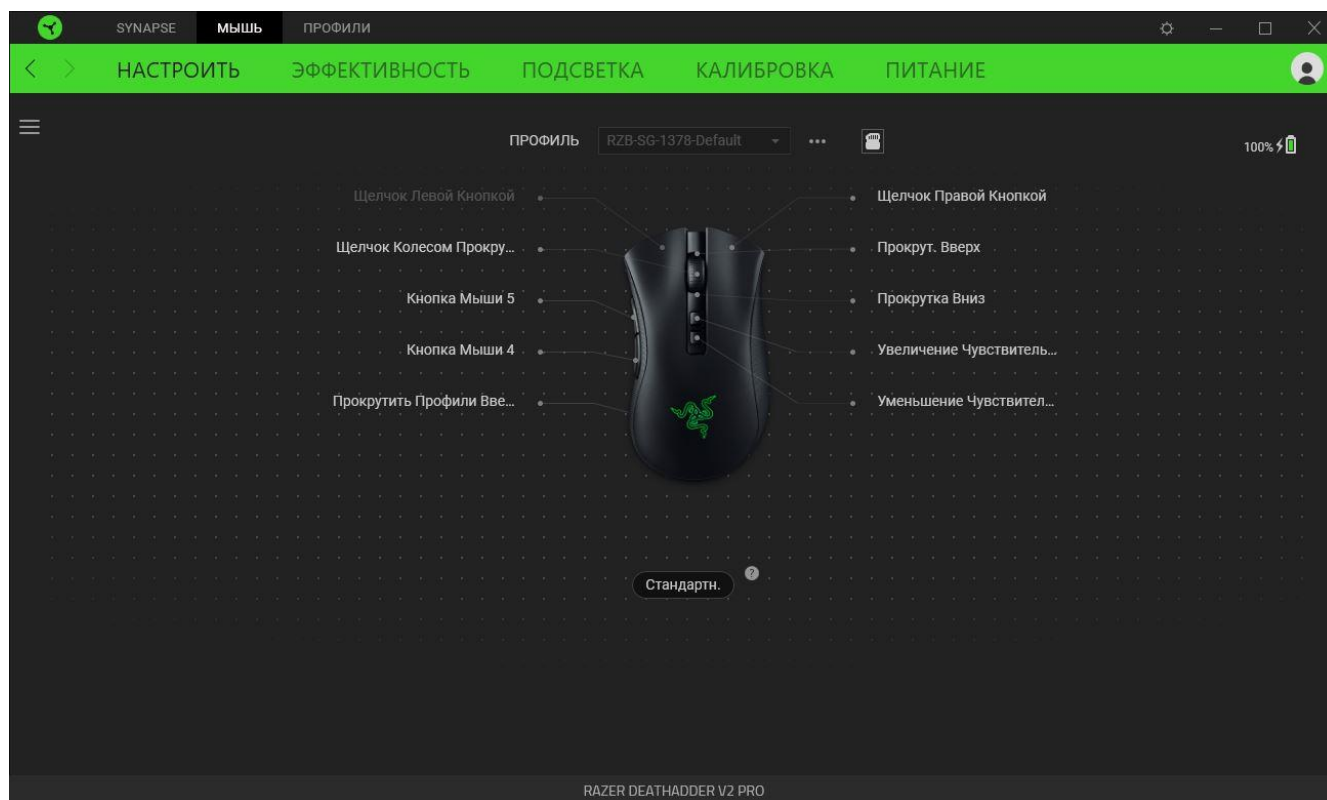 SYNAPSE МЫШЬ ПРОФИЛИ
НАСТРОИТЬ ЭФФЕКТИВНОСТЬ ПОДСВЕТКА КАЛИБРОВКА ПИТАНИЕ
ПРОФИЛЬ RZB-SG-1378-Default ...
100%
Щелчок Левой Кнопкой Щелчок Правой Кнопкой
Щелчок Колесом Прокру... Прокрут. Вверх
Кнопка Мыши 5 Прокрутка Вниз
Кнопка Мыши 4 Увеличение Чувствитель...
Прокрутить Профили Вве... Уменьшение Чувствител...
Стандартн. ?
RAZER DEATHADDER V2 PRO